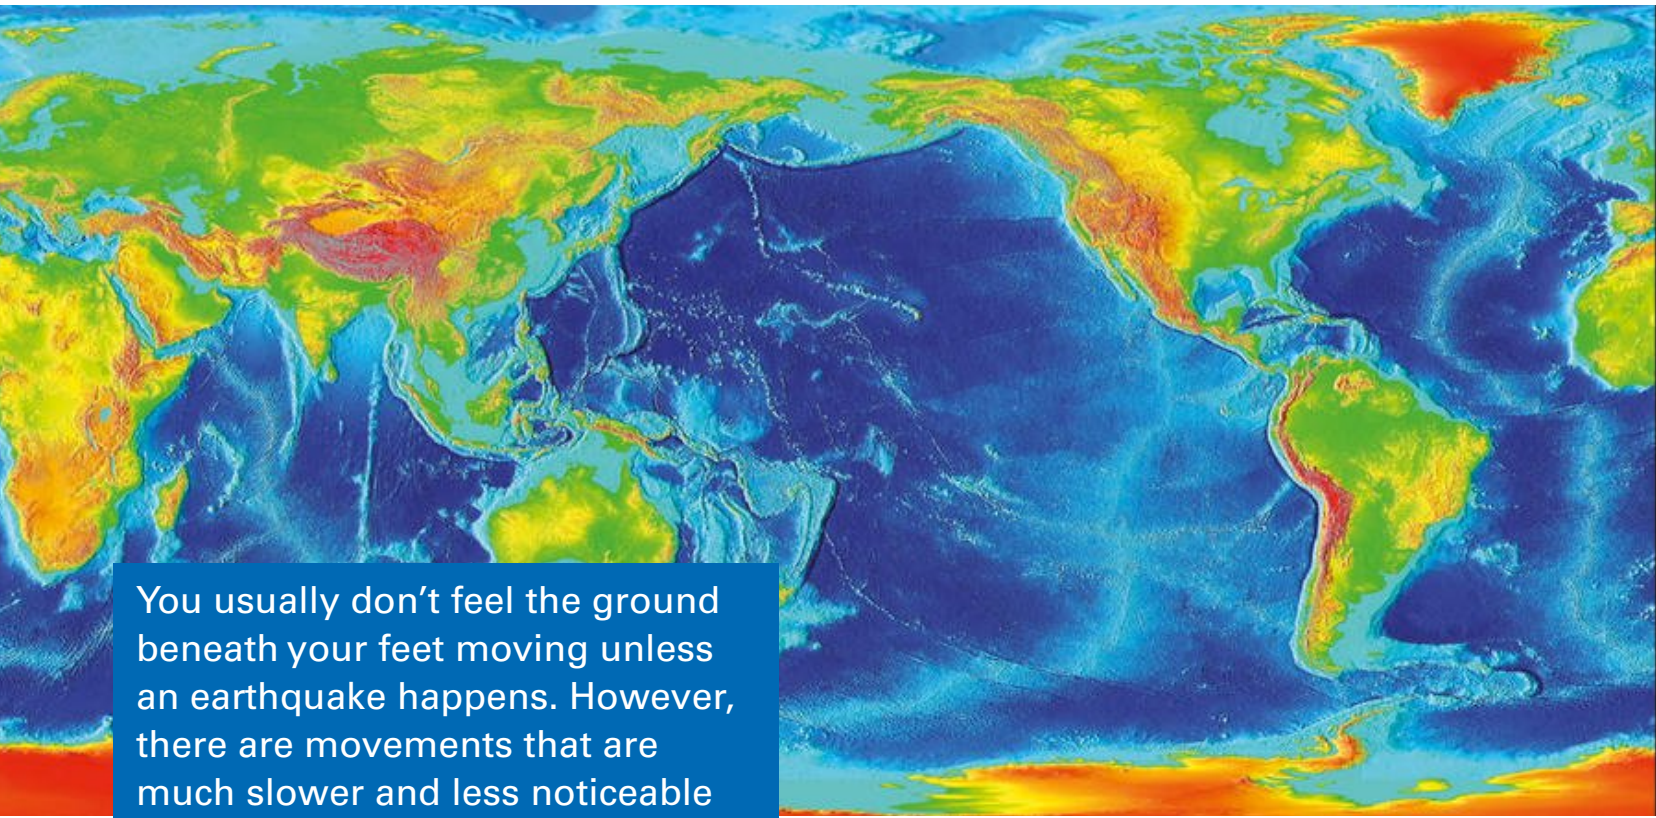 You usually don’t feel the ground
beneath your feet moving unless
an earthquake happens. However,
there are movements that are
much slower and less noticeable